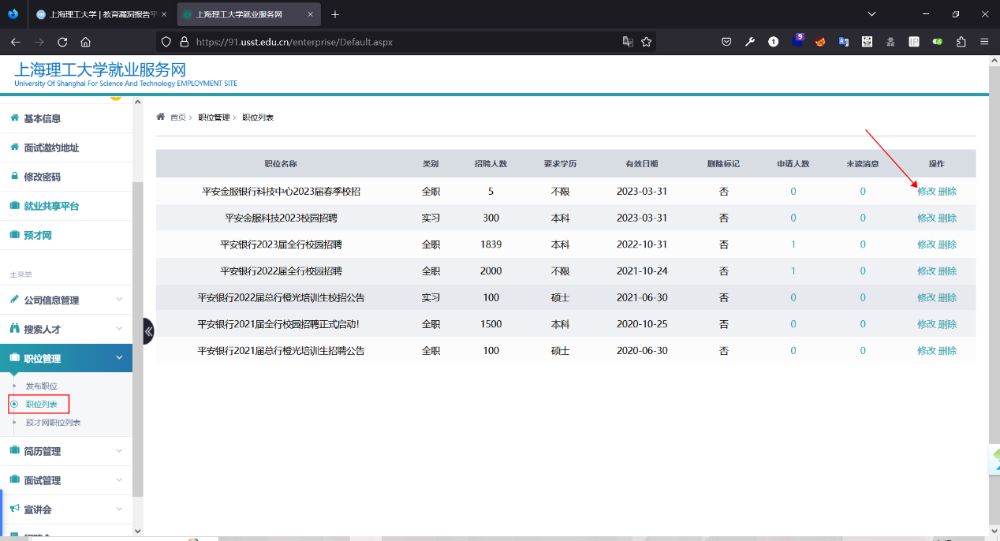 上海理工大学 | 教育漏洞报告平
上海理工大学就业服务网
https://91.usst.edu.cn/enterprise/Default.aspx
9
上海理工大学就业服务网
University Of Shanghai For Science And Technology EMPLOYMENT SITE
基本信息
面试邀约地址
修改密码
就业共享平台
预才网
主菜单
公司信息管理
搜索人才
职位管理
发布职位
职位列表
预才网职位列表
简历管理
面试管理
宣讲会
首页 > 职位管理 > 职位列表
职位名称 类别 招聘人数 要求学历 有效日期 删除标记 申请人数 未读消息 操作
平安金服银行科技中心2023届春季校招 全职 5 不限 2023-03-31 否 0 0 修改 删除
平安金服科技2023校园招聘 实习 300 本科 2023-03-31 否 0 0 修改 删除
平安银行2023届全行校园招聘 全职 1839 本科 2022-10-31 否 1 0 修改 删除
平安银行2022届全行校园招聘 全职 2000 不限 2021-10-24 否 1 0 修改 删除
平安银行2022届总行橙光培训生校招公告 实习 100 硕士 2021-06-30 否 0 0 修改 删除
平安银行2021届全行校园招聘正式启动! 全职 1500 本科 2020-10-25 否 0 0 修改 删除
平安银行2021届总行橙光培训生招聘公告 全职 100 硕士 2020-06-30 否 0 0 修改 删除